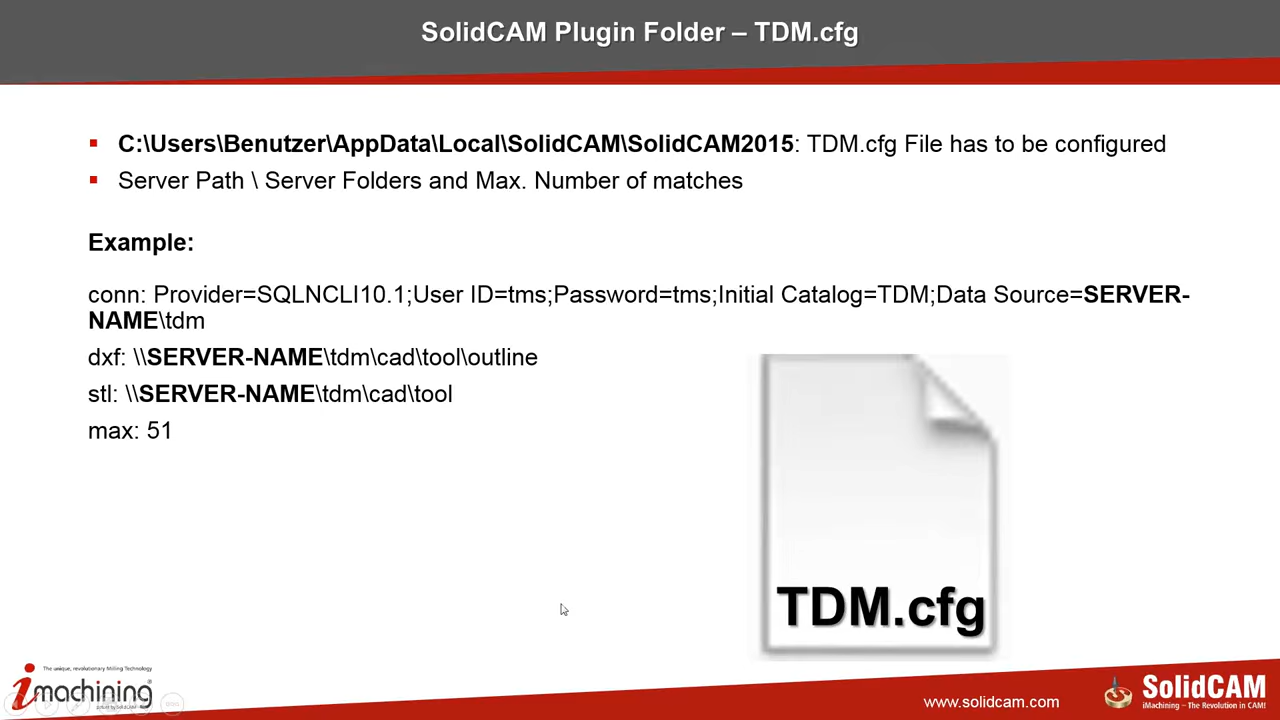 SolidCAM Plugin Folder – TDM.cfg
C:\Users\Benutzer\AppData\Local\SolidCAM\SolidCAM2015: TDM.cfg File has to be configured
Server Path \ Server Folders and Max. Number of matches
Example:
conn: Provider=SQLNCLI10.1;User ID=tms;Password=tms;Initial Catalog=TDM;Data Source=SERVER-
NAME\tdm
dxf: \\SERVER-NAME\tdm\cad\tool\outline
stl: \\SERVER-NAME\tdm\cad\tool
max: 51
TDM.cfg
The unique, revolutionary Milling Technology
imachining
www.solidcam.com
SolidCAM
iMachining – The Revolution in CAM!